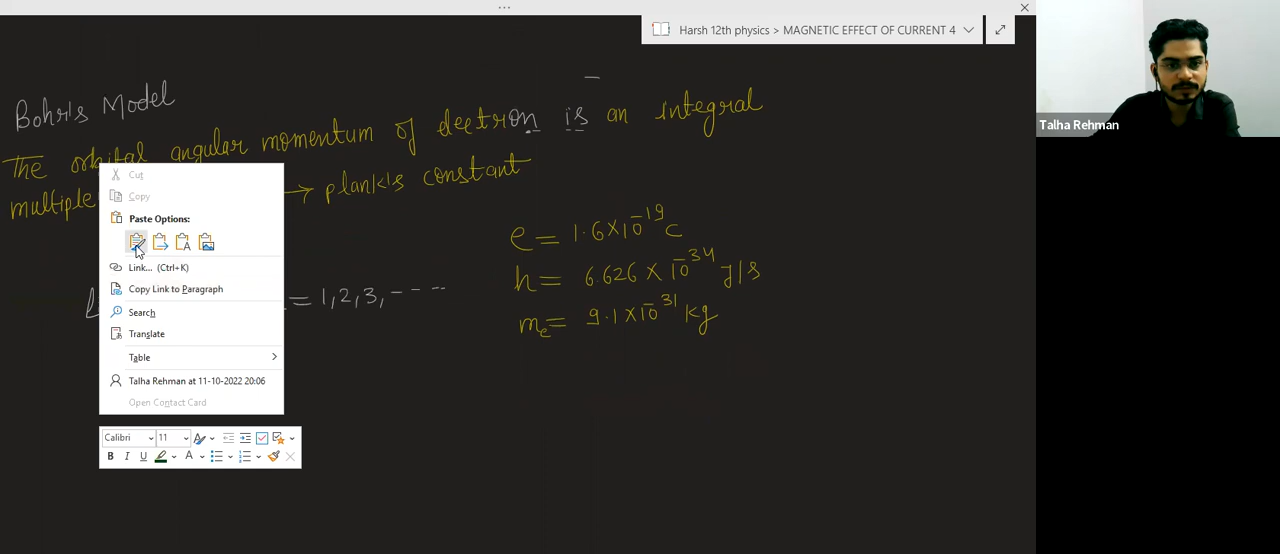 Harsh 12th physics > MAGNETIC EFFECT OF CURRENT 4
Talha Rehman
Bohr's Model
The orbital angular momentum of electron is an integral
multiple → plank's constant
e = 1.6×10⁻¹⁹ C
h = 6.626 × 10⁻³⁴ J/s
mₑ = 9.1×10⁻³¹ kg
= 1,2,3,----
Cut
Copy
Paste Options:
Link... (Ctrl+K)
Copy Link to Paragraph
Search
Translate
Table
Talha Rehman at 11-10-2022 20:06
Open Contact Card
Calibri 11
B I U A